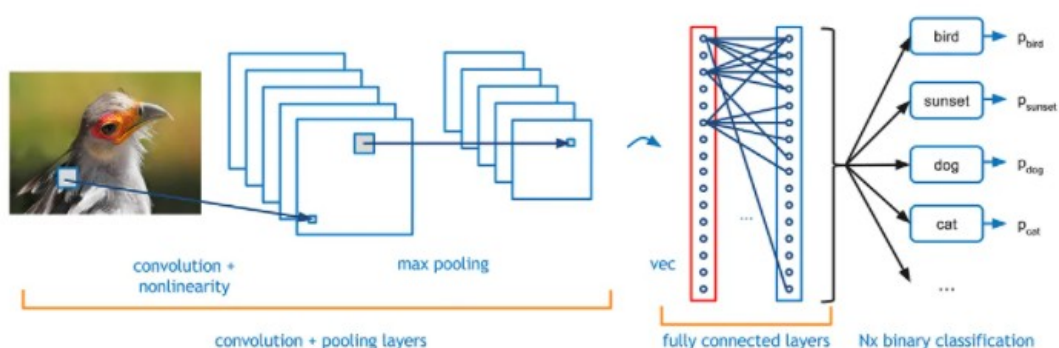 bird
p_bird
sunset
p_sunset
dog
p_dog
cat
p_cat
...
...
convolution +
nonlinearity
max pooling
vec
convolution + pooling layers
fully connected layers
Nx binary classification